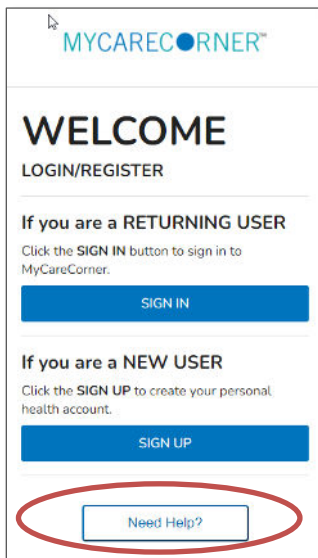 MYCARECORNER™
WELCOME
LOGIN/REGISTER
If you are a RETURNING USER
Click the SIGN IN button to sign in to
MyCareCorner.
SIGN IN
If you are a NEW USER
Click the SIGN UP to create your personal
health account.
SIGN UP
Need Help?